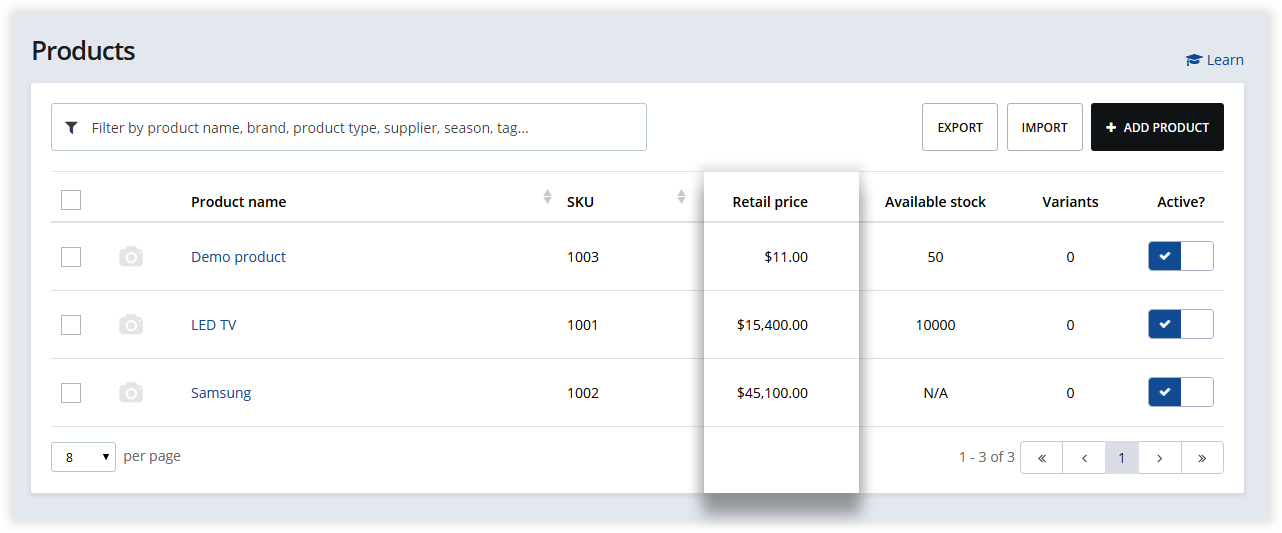 Products
Learn
Filter by product name, brand, product type, supplier, season, tag...
EXPORT IMPORT + ADD PRODUCT
Product name SKU Retail price Available stock Variants Active?
Demo product 1003 $11.00 50 0
LED TV 1001 $15,400.00 10000 0
Samsung 1002 $45,100.00 N/A 0
8 per page 1 - 3 of 3 « ‹ 1 › »